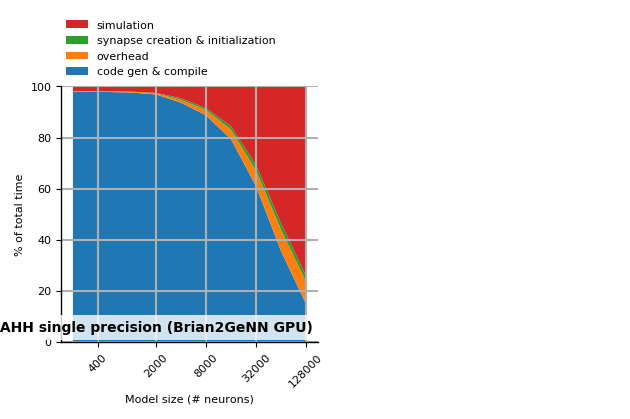 simulation
synapse creation & initialization
overhead
code gen & compile
100
80
60
40
20
0
% of total time
AHH single precision (Brian2GeNN GPU)
400
2000
8000
32000
128000
Model size (# neurons)